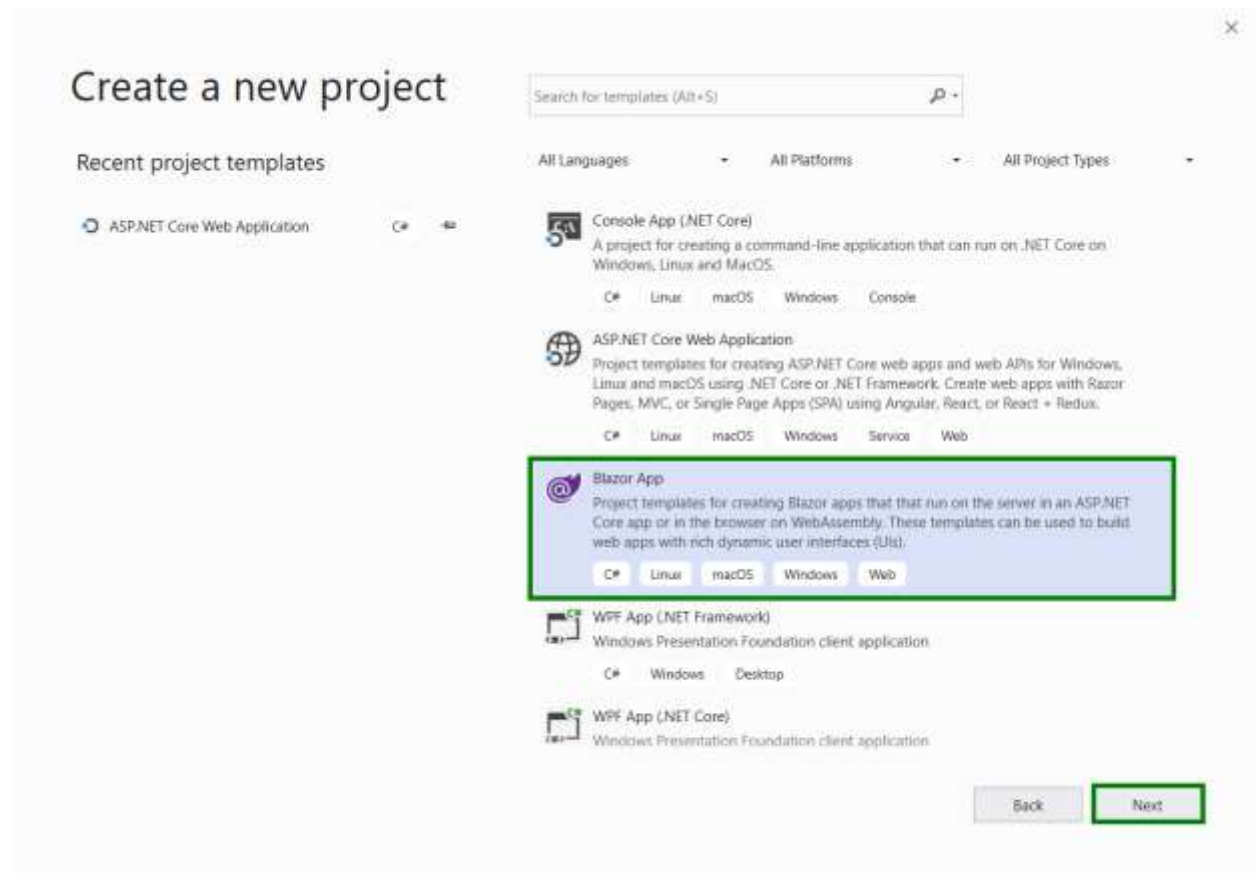 Create a new project
Search for templates (Alt+S)
Recent project templates
All Languages
All Platforms
All Project Types
ASP.NET Core Web Application
C#
Console App (.NET Core)
A project for creating a command-line application that can run on .NET Core on
Windows, Linux and MacOS.
C# Linux macOS Windows Console
ASP.NET Core Web Application
Project templates for creating ASP.NET Core web apps and web APIs for Windows,
Linux and macOS using .NET Core or .NET Framework. Create web apps with Razor
Pages, MVC, or Single Page Apps (SPA) using Angular, React, or React + Redux.
C# Linux macOS Windows Service Web
Blazor App
Project templates for creating Blazor apps that that run on the server in an ASP.NET
Core app or in the browser on WebAssembly. These templates can be used to build
web apps with rich dynamic user interfaces (UIs).
C# Linux macOS Windows Web
WPF App (.NET Framework)
Windows Presentation Foundation client application
C# Windows Desktop
WPF App (.NET Core)
Windows Presentation Foundation client application
Back
Next